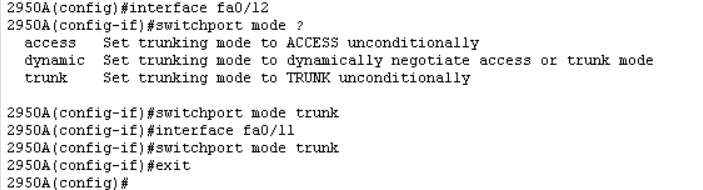 2950A(config)#interface fa0/12
2950A(config-if)#switchport mode ?
  access   Set trunking mode to ACCESS unconditionally
  dynamic  Set trunking mode to dynamically negotiate access or trunk mode
  trunk    Set trunking mode to TRUNK unconditionally

2950A(config-if)#switchport mode trunk
2950A(config-if)#interface fa0/11
2950A(config-if)#switchport mode trunk
2950A(config-if)#exit
2950A(config)#